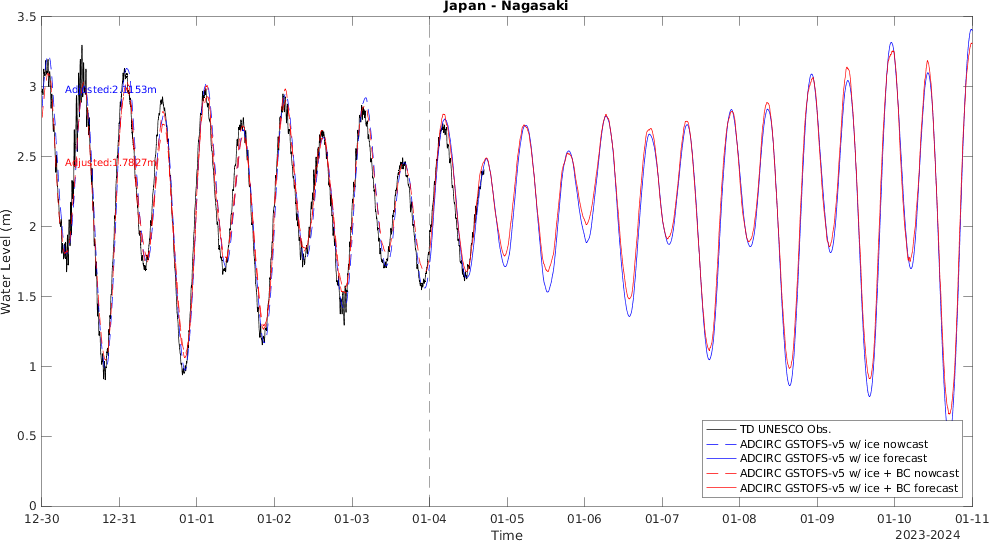 Japan - Nagasaki
3.5
3
2.5
2
1.5
1
0.5
0
Water Level (m)
Adjusted:1.7827m
TD UNESCO Obs.
ADCIRC GSTOFS-v5 w/ ice nowcast
ADCIRC GSTOFS-v5 w/ ice forecast
ADCIRC GSTOFS-v5 w/ ice + BC nowcast
ADCIRC GSTOFS-v5 w/ ice + BC forecast
12-30 12-31 01-01 01-02 01-03 01-04 01-05 01-06 01-07 01-08 01-09 01-10 01-11
Time
2023-2024